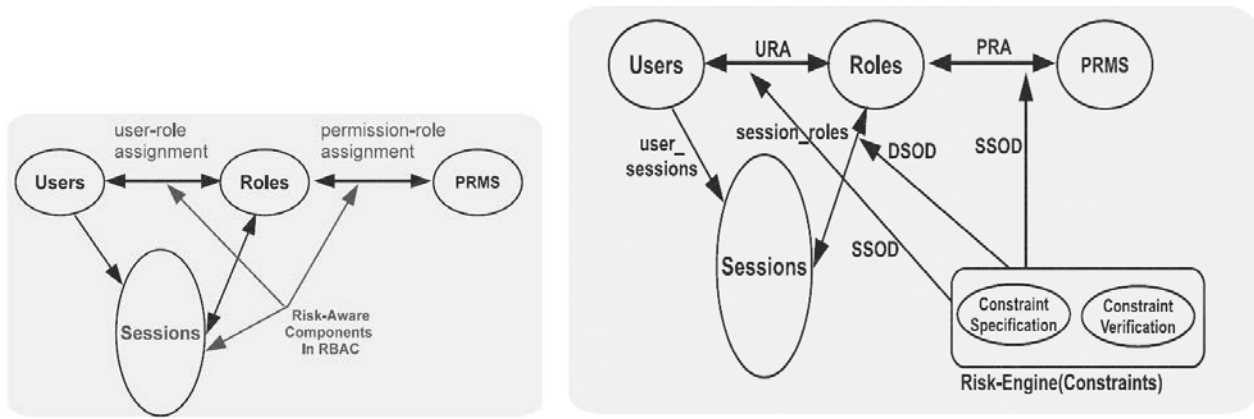 user-role
assignment
permission-role
assignment
Users
Roles
PRMS
Sessions
Risk-Aware
Components
In RBAC
URA
PRA
Users
Roles
PRMS
user_
sessions
session_roles
DSOD
SSOD
Sessions
SSOD
Constraint
Specification
Constraint
Verification
Risk-Engine(Constraints)